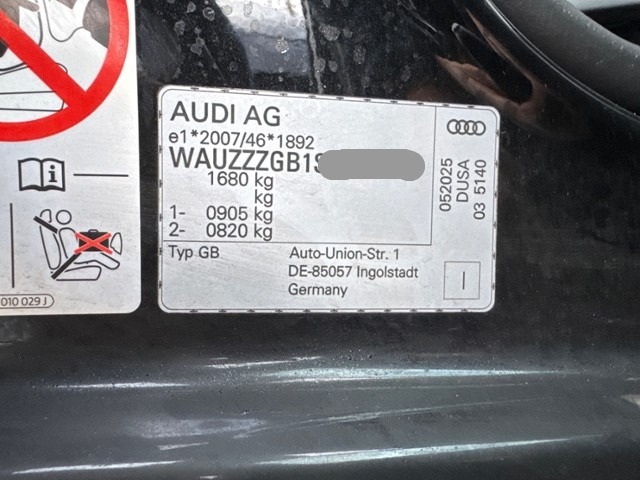 AUDI AG
e1*2007/46*1892
WAUZZZGB1S
1680 kg
kg
1- 0905 kg
2- 0820 kg
Typ GB
Auto-Union-Str. 1
DE-85057 Ingolstadt
Germany
052025
DUSA
03 5140
I
010 029 J